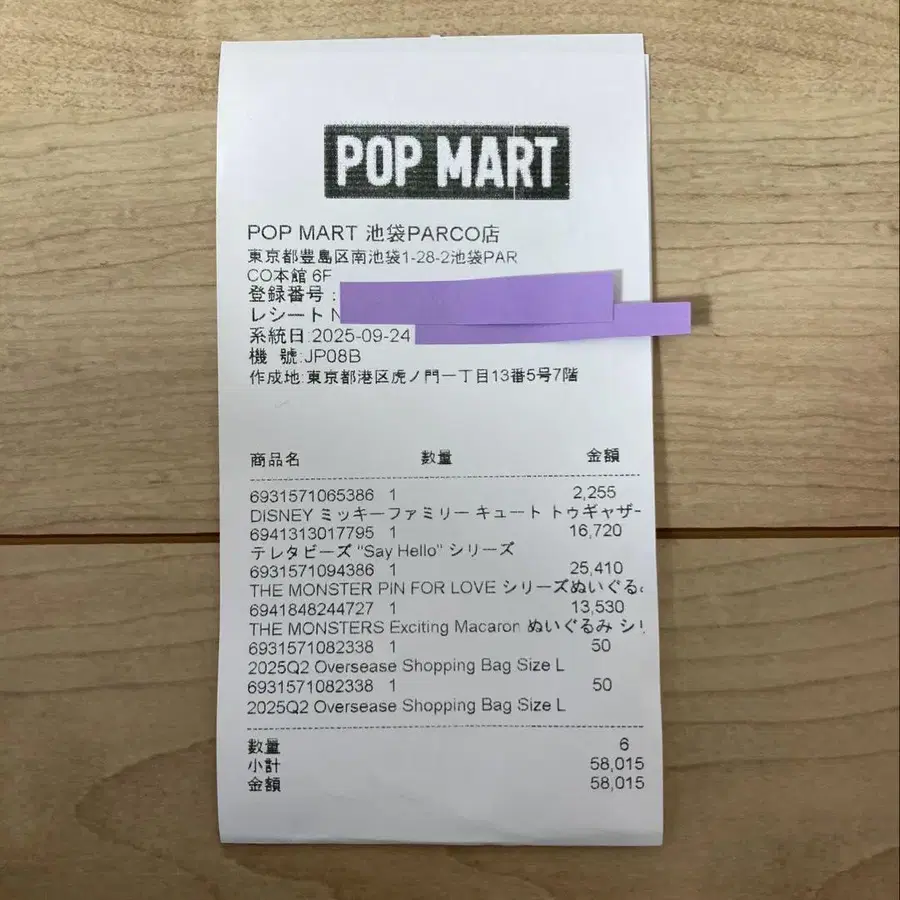 POP MART
POP MART 池袋PARCO店
東京都豊島区南池袋1-28-2池袋PAR
CO本館 6F
登録番号:
レシート
系統日:2025-09-24
機 號:JP08B
作成地:東京都港区虎ノ門一丁目13番5号7階
商品名 數量 金額
6931571065386 1 2,255
DISNEY ミッキーファミリー キュート トゥギャザー
6941313017795 1 16,720
テレタビーズ "Say Hello" シリーズ
6931571094386 1 25,410
THE MONSTER PIN FOR LOVE シリーズぬいぐる
6941848244727 1 13,530
THE MONSTERS Exciting Macaron ぬいぐるみ シリ
6931571082338 1 50
2025Q2 Oversease Shopping Bag Size L
6931571082338 1 50
2025Q2 Oversease Shopping Bag Size L
數量 6
小計 58,015
金額 58,015